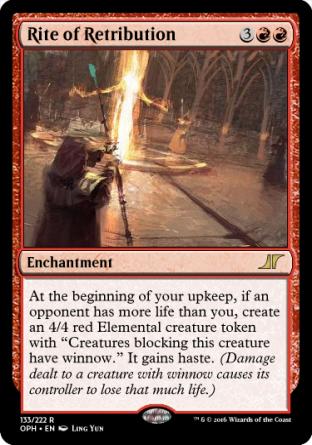 Rite of Retribution 3
Enchantment
At the beginning of your upkeep, if an
opponent has more life than you, create
an 4/4 red Elemental creature token
with “Creatures blocking this creature
have winnow.” It gains haste. (Damage
dealt to a creature with winnow causes its
controller to lose that much life.)
133/222 R
OPH • EN Ling Yun
™ & © 2016 Wizards of the Coast